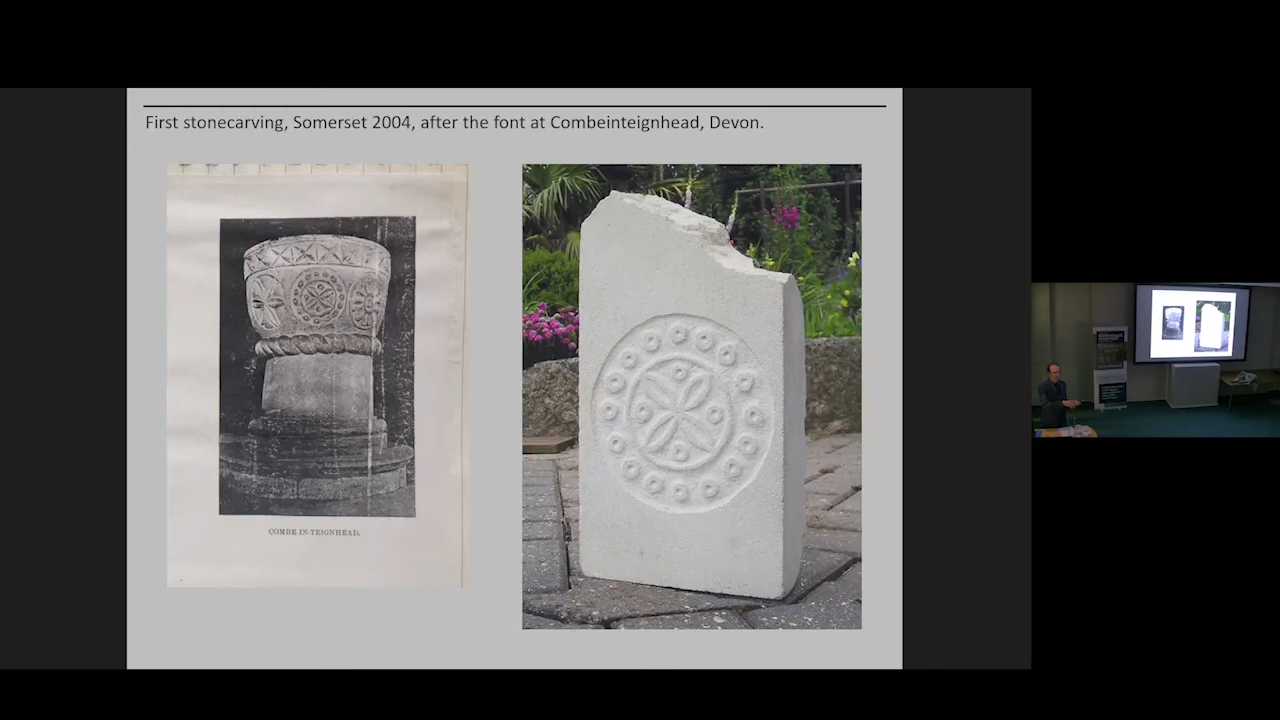 First stonecarving, Somerset 2004, after the font at Combeinteignhead, Devon.
COMBE-IN-TEIGNHEAD.